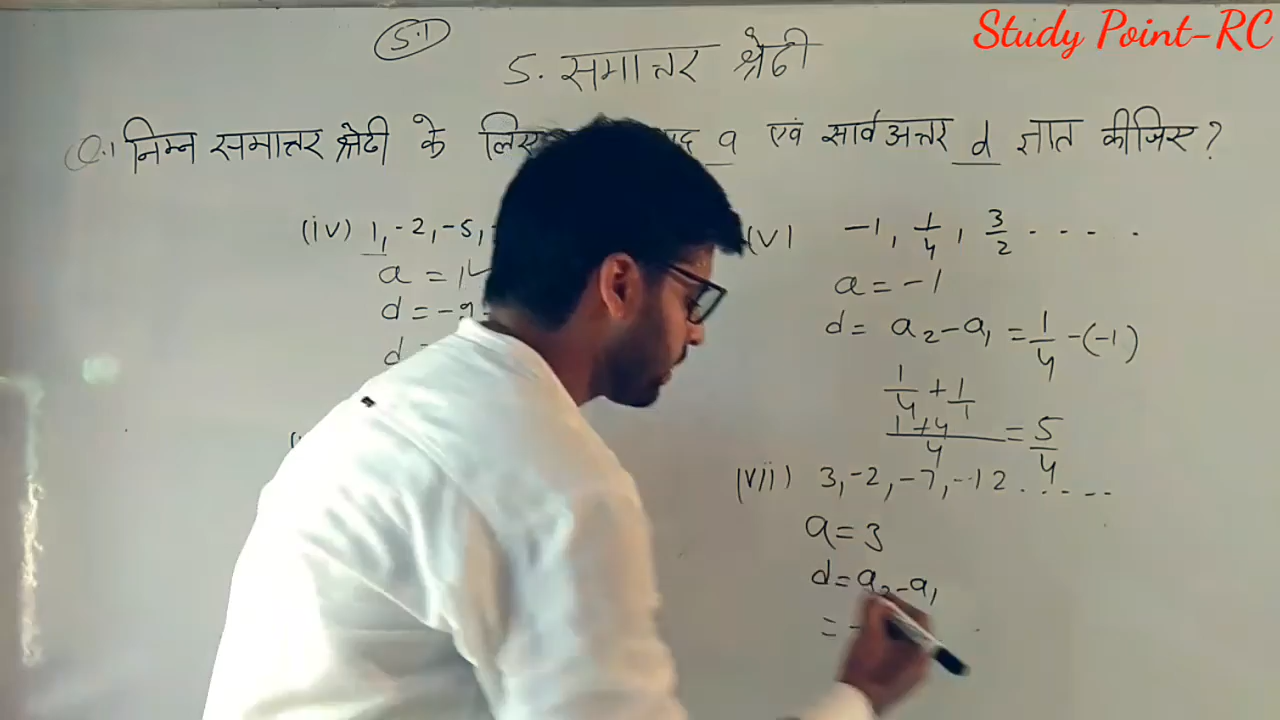 Study Point-RC
5.1
5. समान्तर श्रेढी
Q.1 निम्न समान्तर श्रेढी के लिए पद a एवं सार्वअन्तर d ज्ञात कीजिए?
(iv) 1, -2, -5,
a = 1
d = -2
d =
(v) -1, 1/4, 3/2 .....
a = -1
d = a₂ - a₁ = 1/4 - (-1)
1/4 + 1/1
1+4/4 = 5/4
(vii) 3, -2, -7, -12 .....
a = 3
d = a₂ - a₁
= -